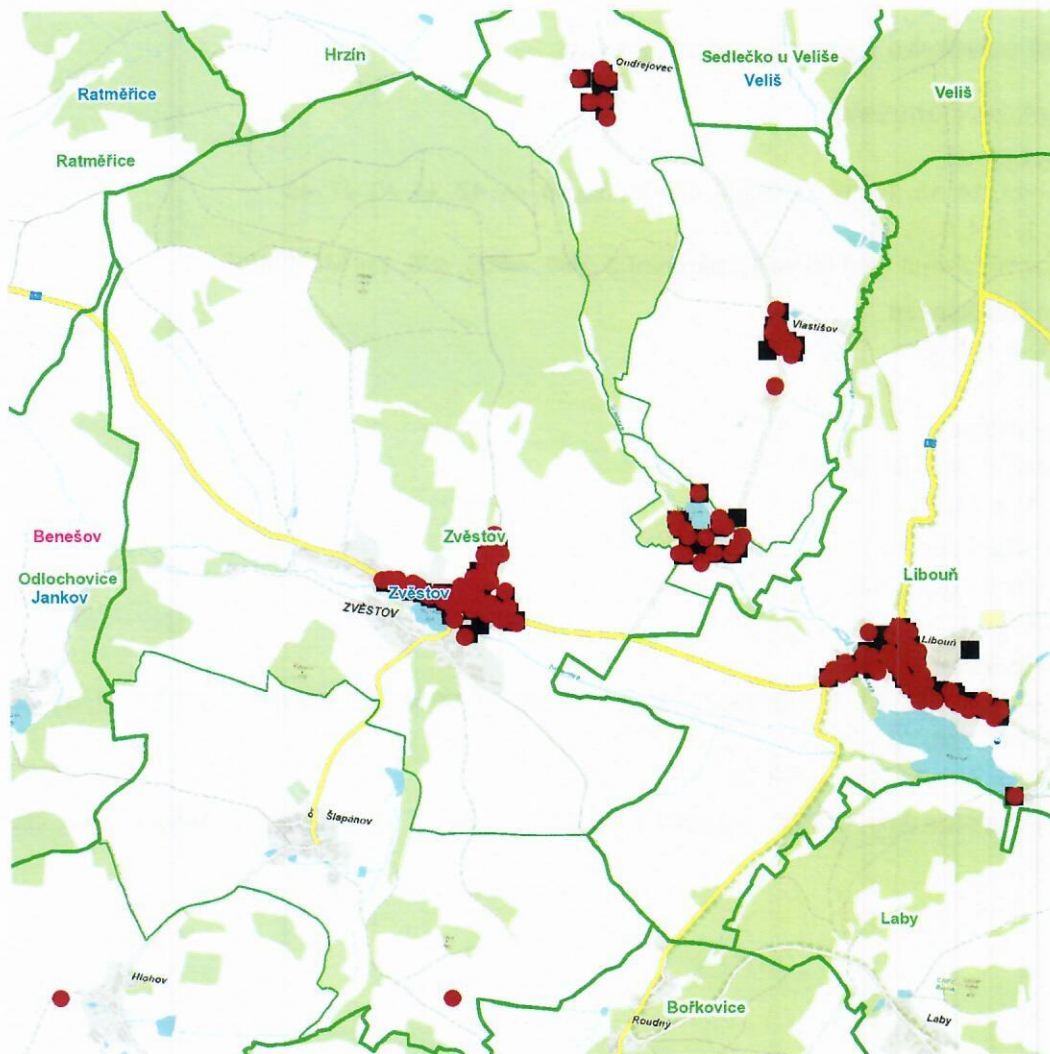 Hrzín
Ondřejovec
Sedlečko u Veliše
Veliš
Ratměřice
Veliš
Ratměřice
Vlastišov
Benešov
Zvěstov
Odlochovice
Jankov
Zvěstov
ZVĚSTOV
Libouň
Libouň
Šlapánov
Laby
Hlohov
Bořkovice
Roudný
Laby